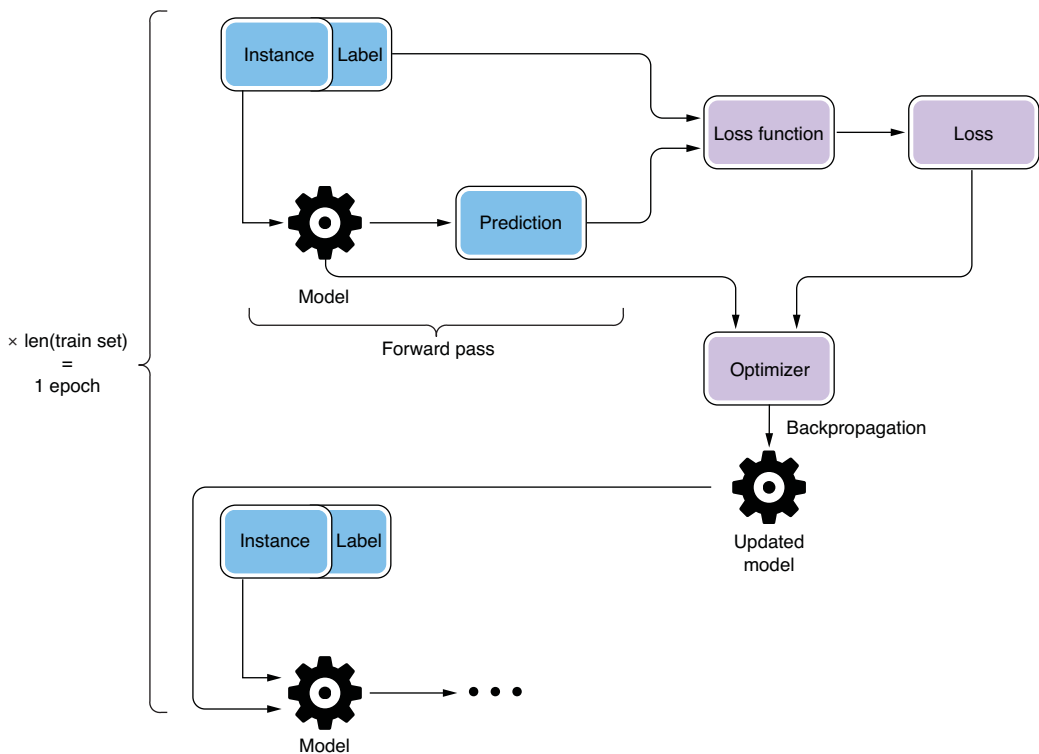 Instance
Label
Loss function
Loss
Prediction
Model
Forward pass
× len(train set)
=
1 epoch
Optimizer
Backpropagation
Instance
Label
Updated
model
Model